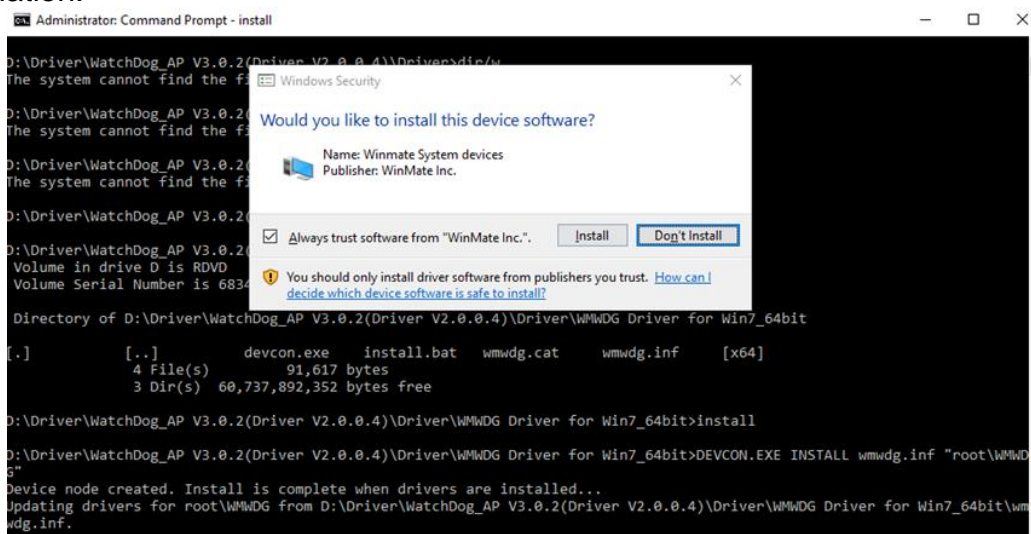 ation.
Administrator: Command Prompt - install
D:\Driver\WatchDog_AP V3.0.2(Driver V2.0.0.4)\\Driver>dir/w
The system cannot find the fi
D:\Driver\WatchDog_AP V3.0.2(
The system cannot find the fi
D:\Driver\WatchDog_AP V3.0.2(
The system cannot find the fi
D:\Driver\WatchDog_AP V3.0.2(
D:\Driver\WatchDog_AP V3.0.2(
Volume in drive D is RDVD
Volume Serial Number is 6834
Windows Security
Would you like to install this device software?
Name: Winmate System devices
Publisher: WinMate Inc.
Always trust software from "WinMate Inc.".
Install
Don't Install
You should only install driver software from publishers you trust. How can I
decide which device software is safe to install?
Directory of D:\Driver\WatchDog_AP V3.0.2(Driver V2.0.0.4)\Driver\WMWDG Driver for Win7_64bit
[.] [..] devcon.exe install.bat wmwdg.cat wmwdg.inf [x64]
4 File(s) 91,617 bytes
3 Dir(s) 60,737,892,352 bytes free
D:\Driver\WatchDog_AP V3.0.2(Driver V2.0.0.4)\Driver\WMWDG Driver for Win7_64bit>install
D:\Driver\WatchDog_AP V3.0.2(Driver V2.0.0.4)\Driver\WMWDG Driver for Win7_64bit>DEVCON.EXE INSTALL wmwdg.inf "root\WMWD
G"
Device node created. Install is complete when drivers are installed...
Updating drivers for root\WMWDG from D:\Driver\WatchDog_AP V3.0.2(Driver V2.0.0.4)\Driver\WMWDG Driver for Win7_64bit\wm
wdg.inf.